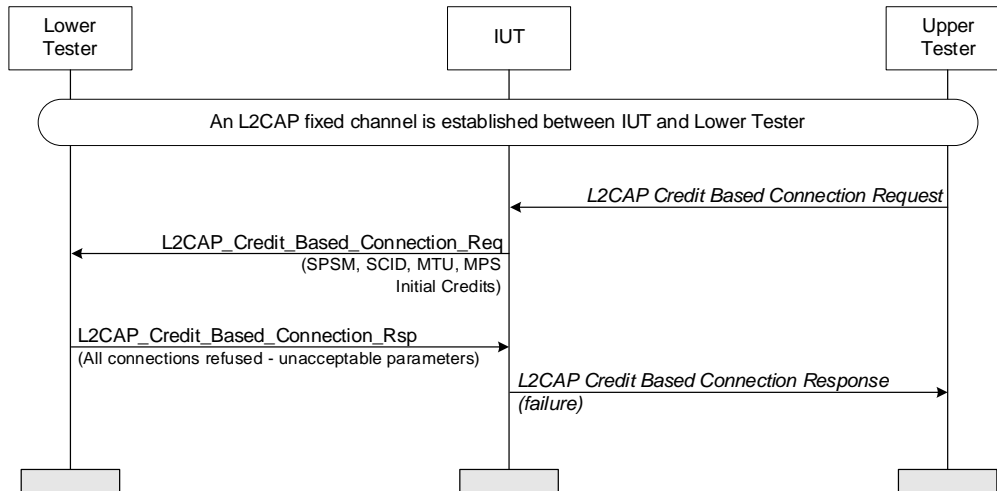 Lower
Tester
IUT
Upper
Tester
An L2CAP fixed channel is established between IUT and Lower Tester
L2CAP Credit Based Connection Request
L2CAP_Credit_Based_Connection_Req
(SPSM, SCID, MTU, MPS
Initial Credits)
L2CAP_Credit_Based_Connection_Rsp
(All connections refused - unacceptable parameters)
L2CAP Credit Based Connection Response
(failure)